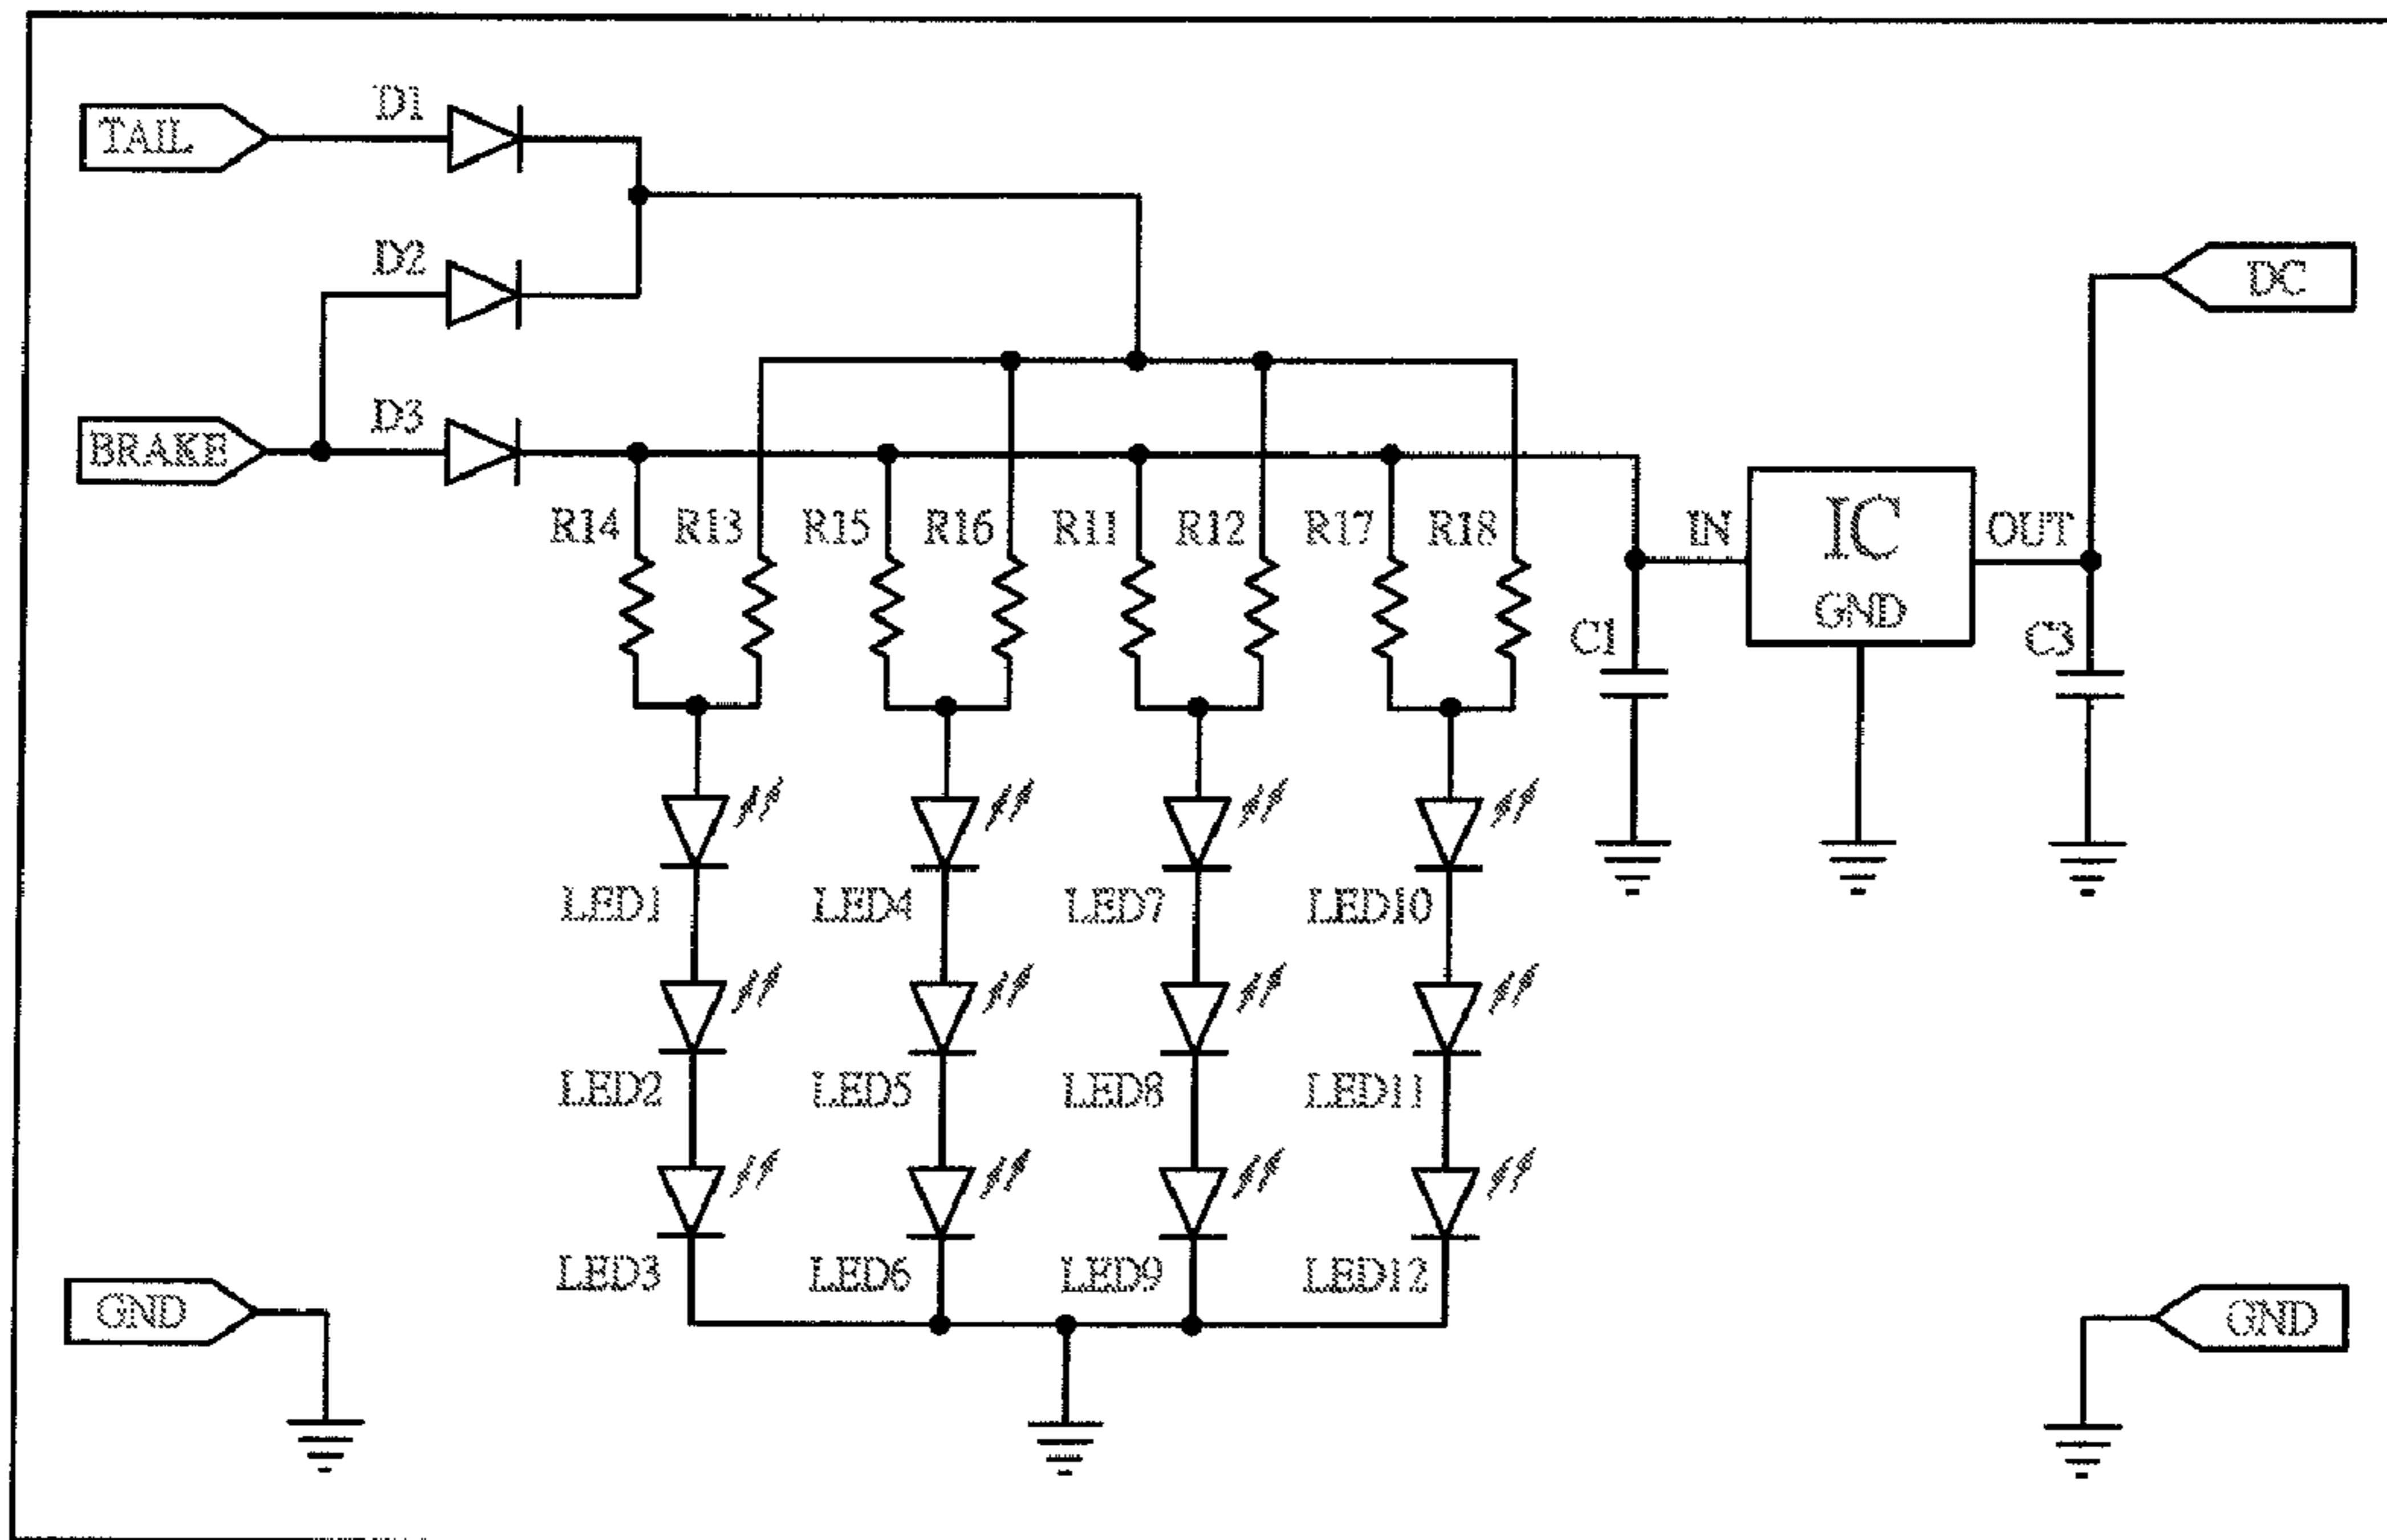 D1
TAIL
D2
DC
D3
BRAKE
R14 R13 R15 R16 R11 R12 R17 R18
IN IC OUT
GND
C1 C3
LED1 LED4 LED7 LED10
LED2 LED5 LED8 LED11
LED3 LED6 LED9 LED12
GND GND